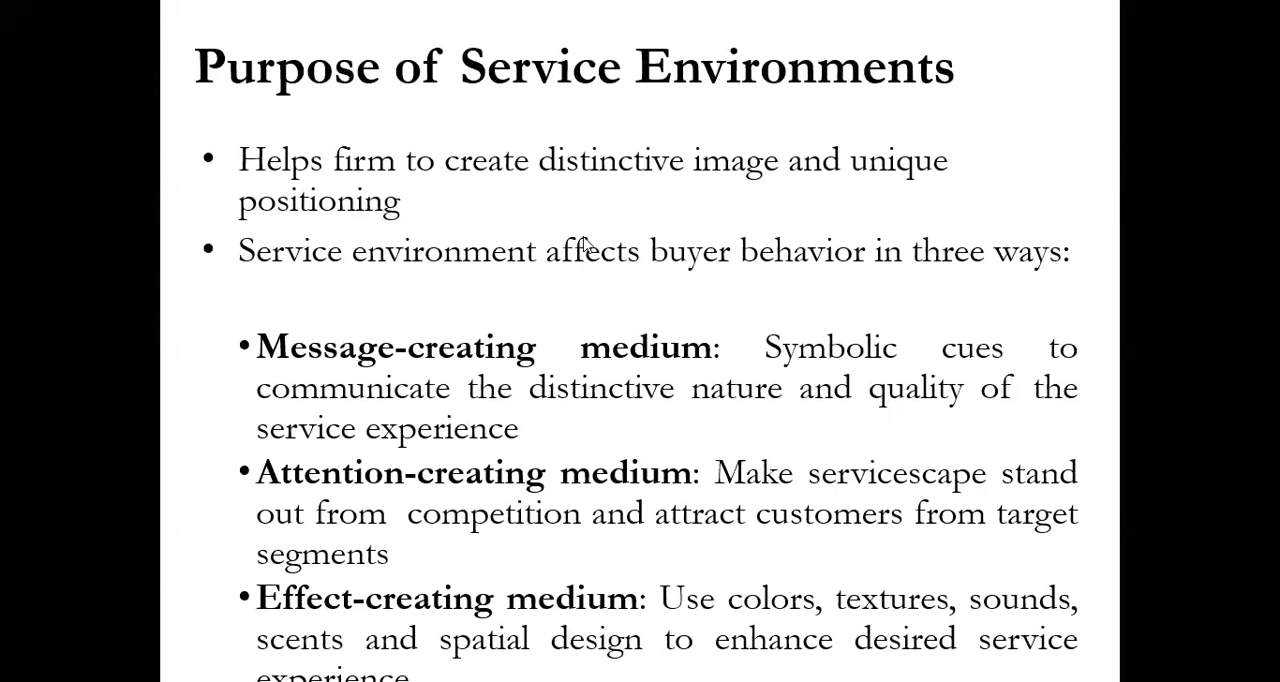 Purpose of Service Environments
• Helps firm to create distinctive image and unique
positioning
• Service environment affects buyer behavior in three ways:
• Message-creating medium: Symbolic cues to
communicate the distinctive nature and quality of the
service experience
• Attention-creating medium: Make servicescape stand
out from competition and attract customers from target
segments
• Effect-creating medium: Use colors, textures, sounds,
scents and spatial design to enhance desired service
experience